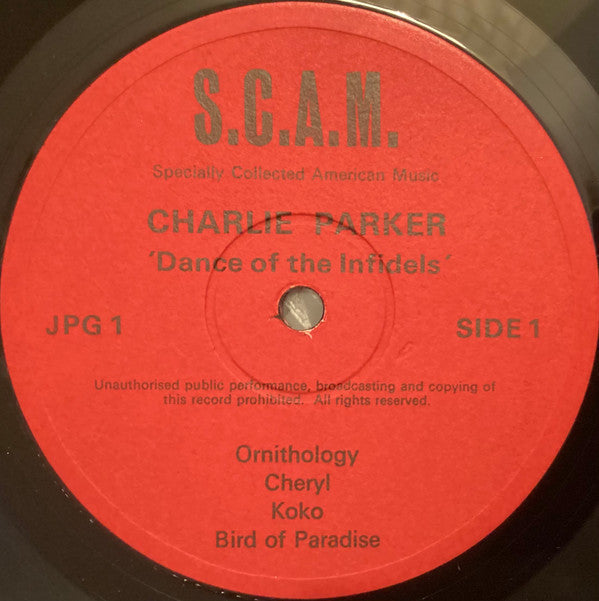 S.C.A.M.
Specially Collected American Music
CHARLIE PARKER
'Dance of the Infidels'
JPG 1
SIDE 1
Unauthorised public performance, broadcasting and copying of
this record prohibited. All rights reserved.
Ornithology
Cheryl
Koko
Bird of Paradise